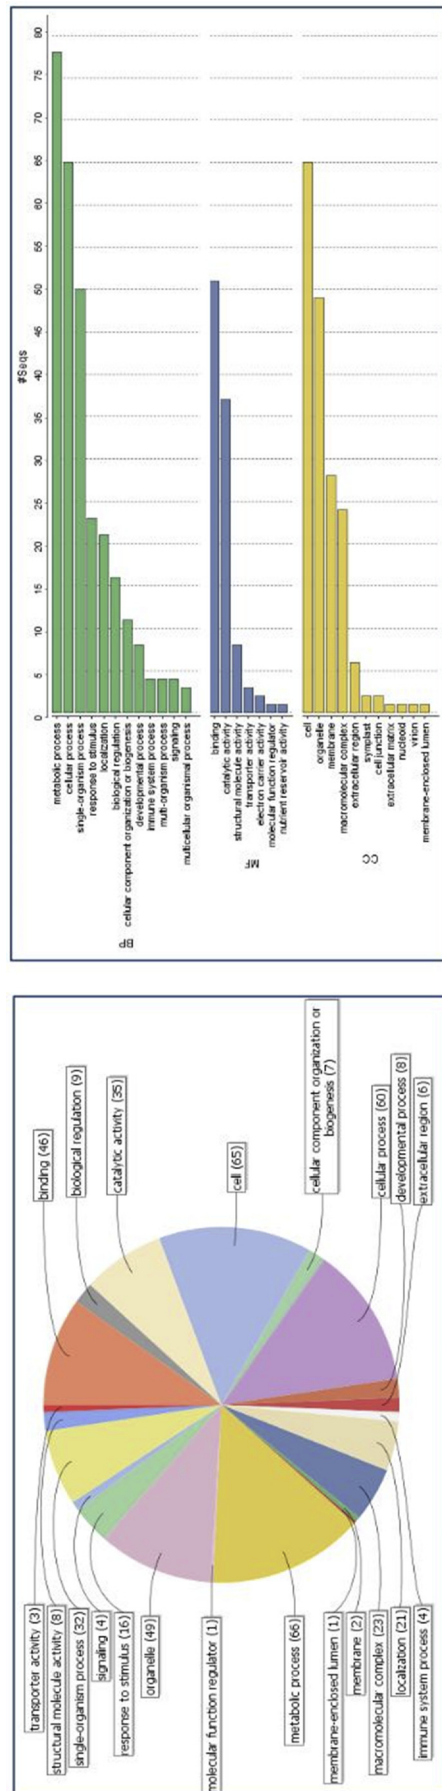 #Seqs
0
5
10
15
20
25
30
35
40
45
50
55
60
65
70
75
80
metabolic process
cellular process
single-organism process
response to stimulus
localization
biological regulation
cellular component organization or biogenesis
developmental process
immune system process
multi-organism process
signaling
multicellular organismal process
BP
binding
catalytic activity
structural molecule activity
transporter activity
electron carrier activity
molecular function regulator
nutrient reservoir activity
MF
cell
organelle
membrane
macromolecular complex
extracellular region
symplast
cell junction
extracellular matrix
nucleoid
virion
membrane-enclosed lumen
CC
transporter activity (3)
structural molecule activity (8)
single-organism process (32)
signaling (4)
response to stimulus (16)
organelle (49)
molecular function regulator (1)
metabolic process (66)
membrane-enclosed lumen (1)
membrane (2)
macromolecular complex (23)
localization (21)
immune system process (4)
binding (46)
biological regulation (9)
catalytic activity (35)
cell (65)
cellular component organization or
biogenesis (7)
cellular process (60)
developmental process (8)
extracellular region (6)